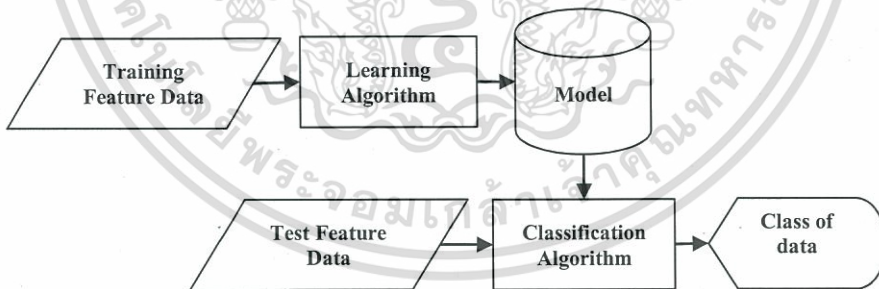 Training
Feature Data
Learning
Algorithm
Model
Test Feature
Data
Classification
Algorithm
Class of
data